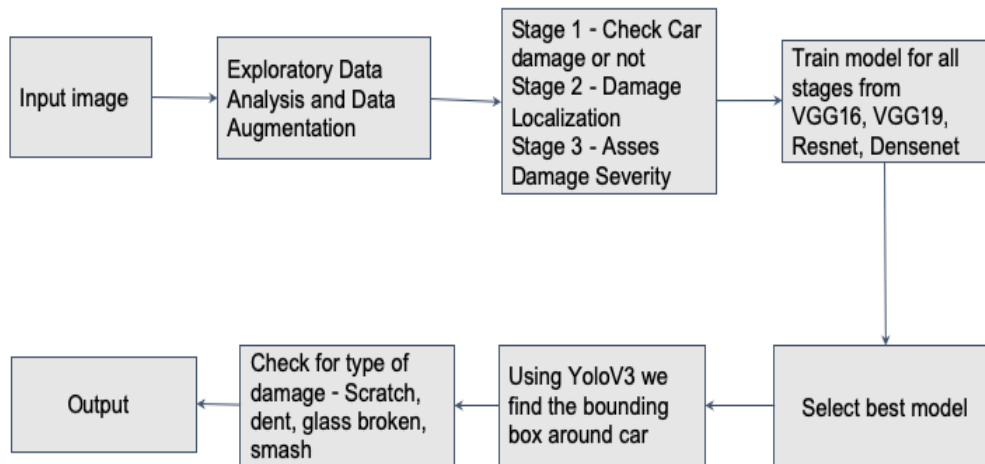 Input image
Exploratory Data
Analysis and Data
Augmentation
Stage 1 - Check Car
damage or not
Stage 2 - Damage
Localization
Stage 3 - Asses
Damage Severity
Train model for all
stages from
VGG16, VGG19,
Resnet, Densenet
Select best model
Using YoloV3 we
find the bounding
box around car
Check for type of
damage - Scratch,
dent, glass broken,
smash
Output